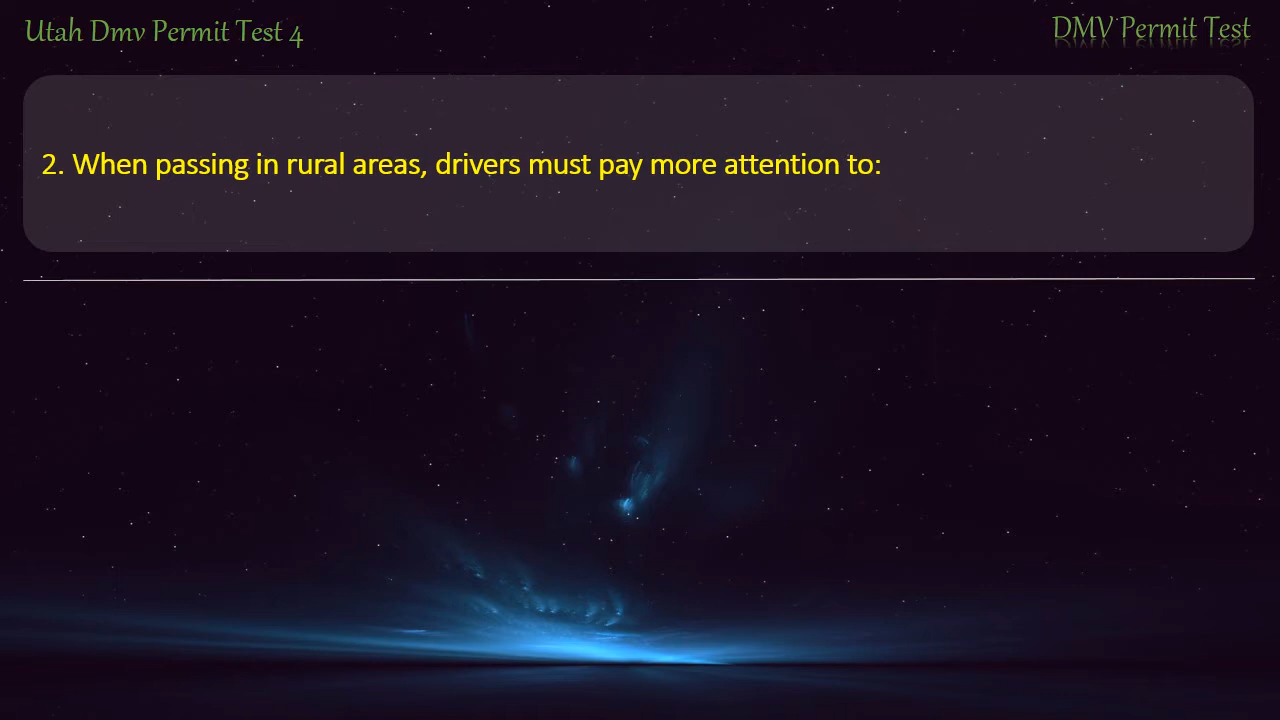 Utah Dmv Permit Test 4
DMV Permit Test
2. When passing in rural areas, drivers must pay more attention to: